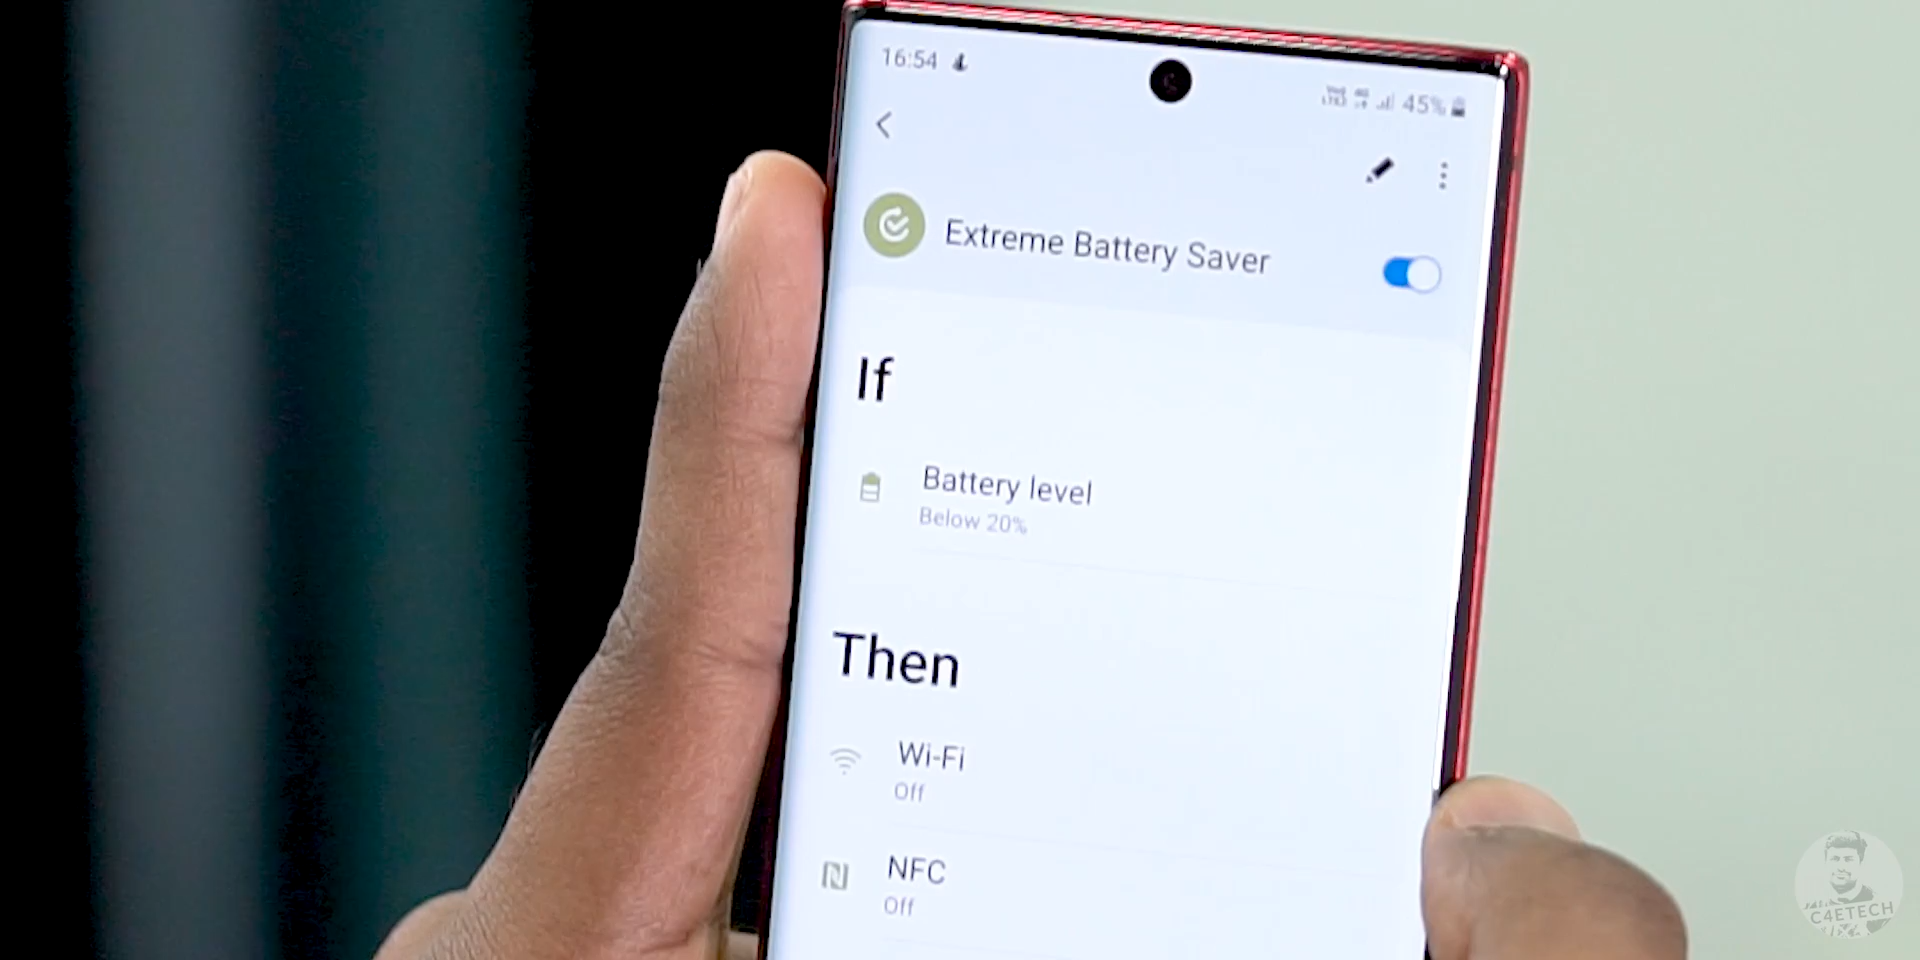 16:54
45%
Extreme Battery Saver
If
Battery level
Below 20%
Then
Wi-Fi
Off
NFC
Off
C4ETECH